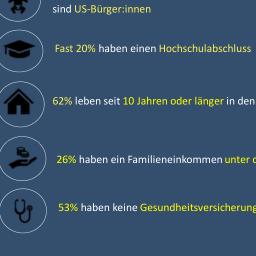 sind US-Bürger:innen
Fast 20% haben einen Hochschulabschluss
62% leben seit 10 Jahren oder länger in den
26% haben ein Familieneinkommen unter
53% haben keine Gesundheitsversicherung